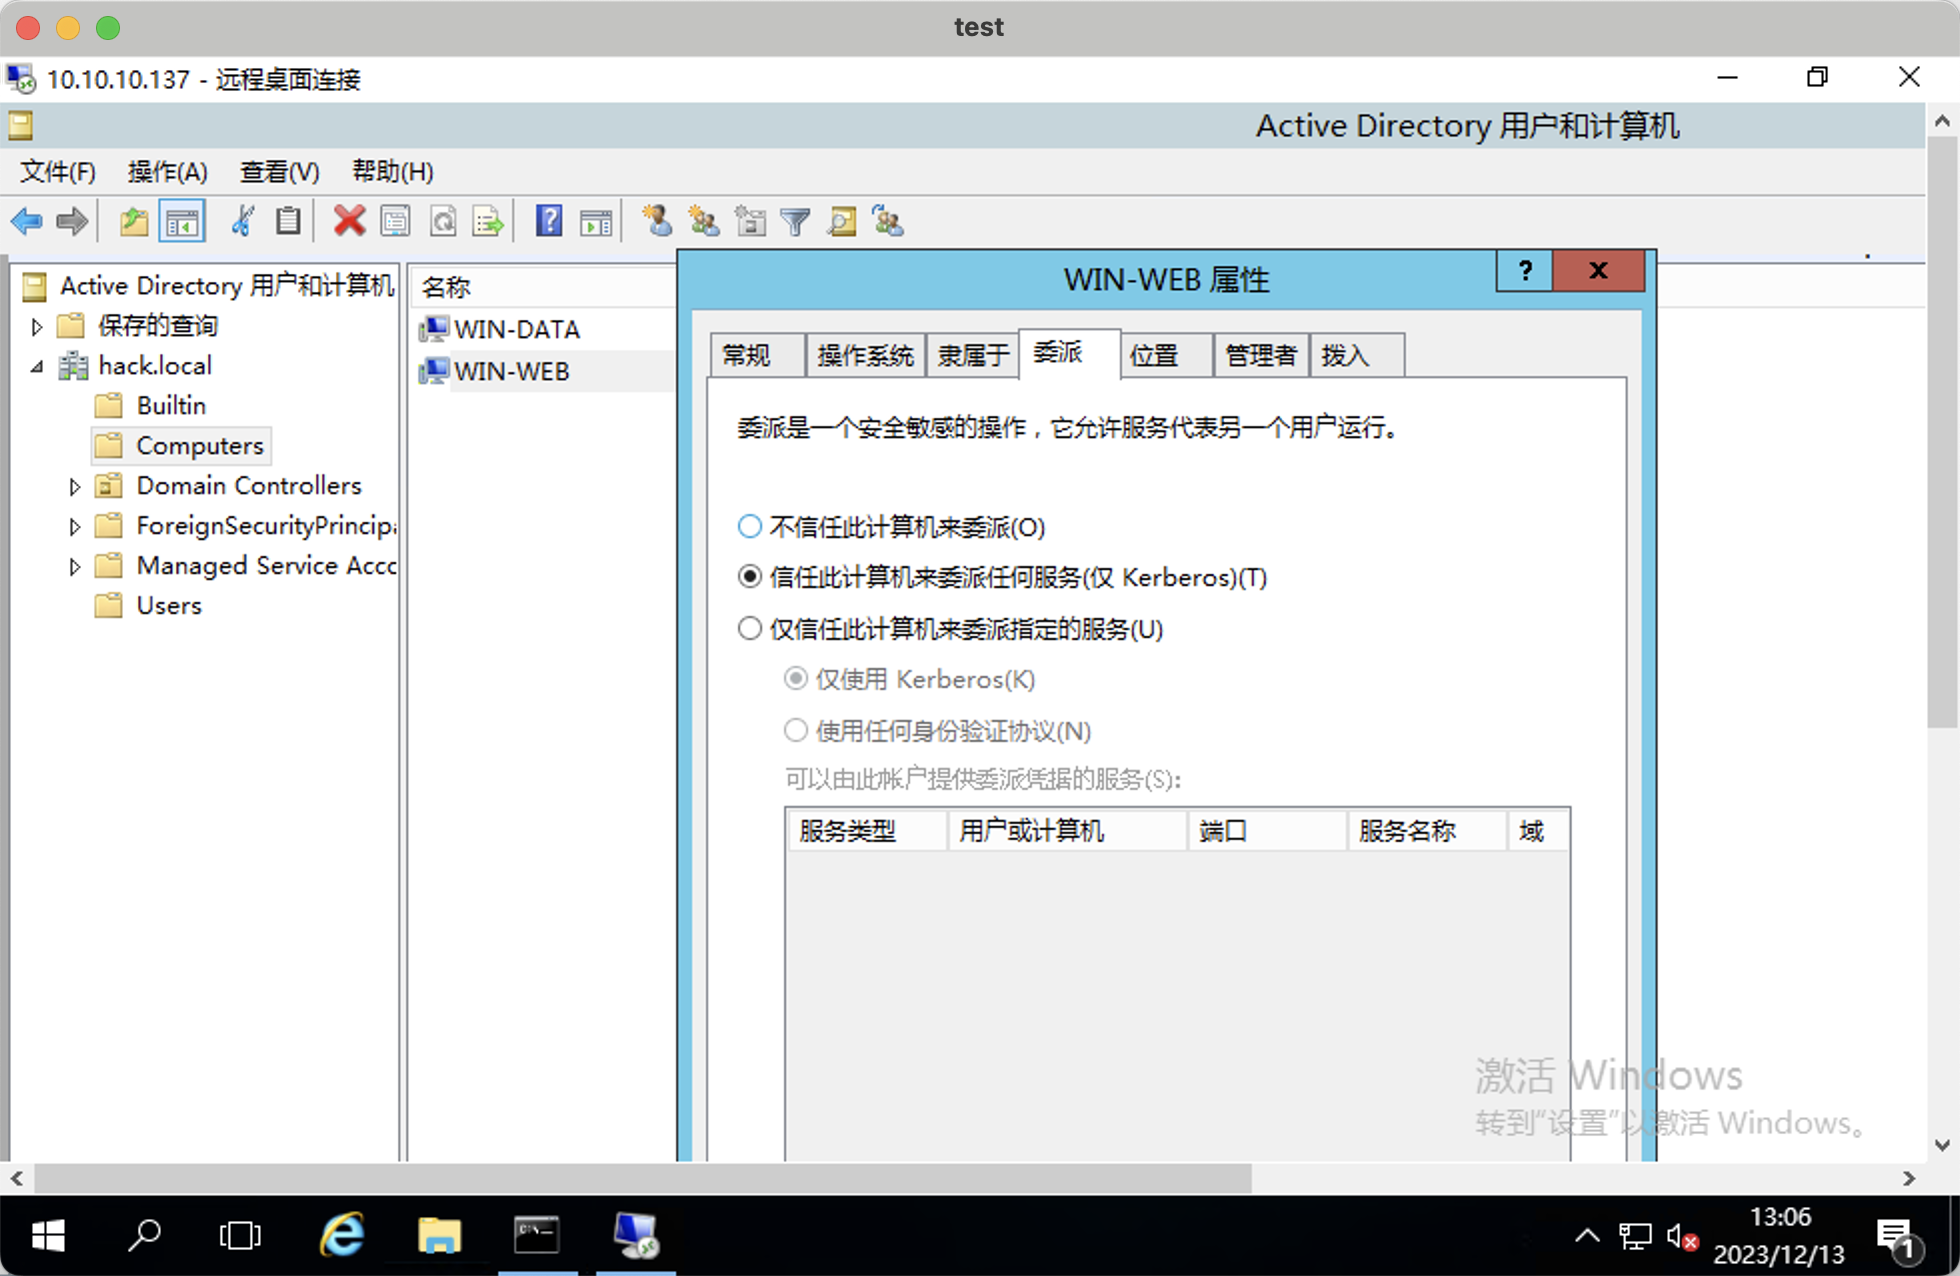 test
10.10.10.137 - 远程桌面连接
Active Directory 用户和计算机
文件(F) 操作(A) 查看(V) 帮助(H)
Active Directory 用户和计算机
保存的查询
hack.local
Builtin
Computers
Domain Controllers
ForeignSecurityPrincipa
Managed Service Acco
Users
名称
WIN-DATA
WIN-WEB
WIN-WEB 属性
? x
常规 操作系统 隶属于 委派 位置 管理者 拨入
委派是一个安全敏感的操作，它允许服务代表另一个用户运行。
不信任此计算机来委派(O)
信任此计算机来委派任何服务(仅 Kerberos)(T)
仅信任此计算机来委派指定的服务(U)
仅使用 Kerberos(K)
使用任何身份验证协议(N)
可以由此帐户提供委派凭据的服务(S):
服务类型 用户或计算机 端口 服务名称 域
激活 Windows
转到“设置”以激活 Windows。
13:06
2023/12/13
1